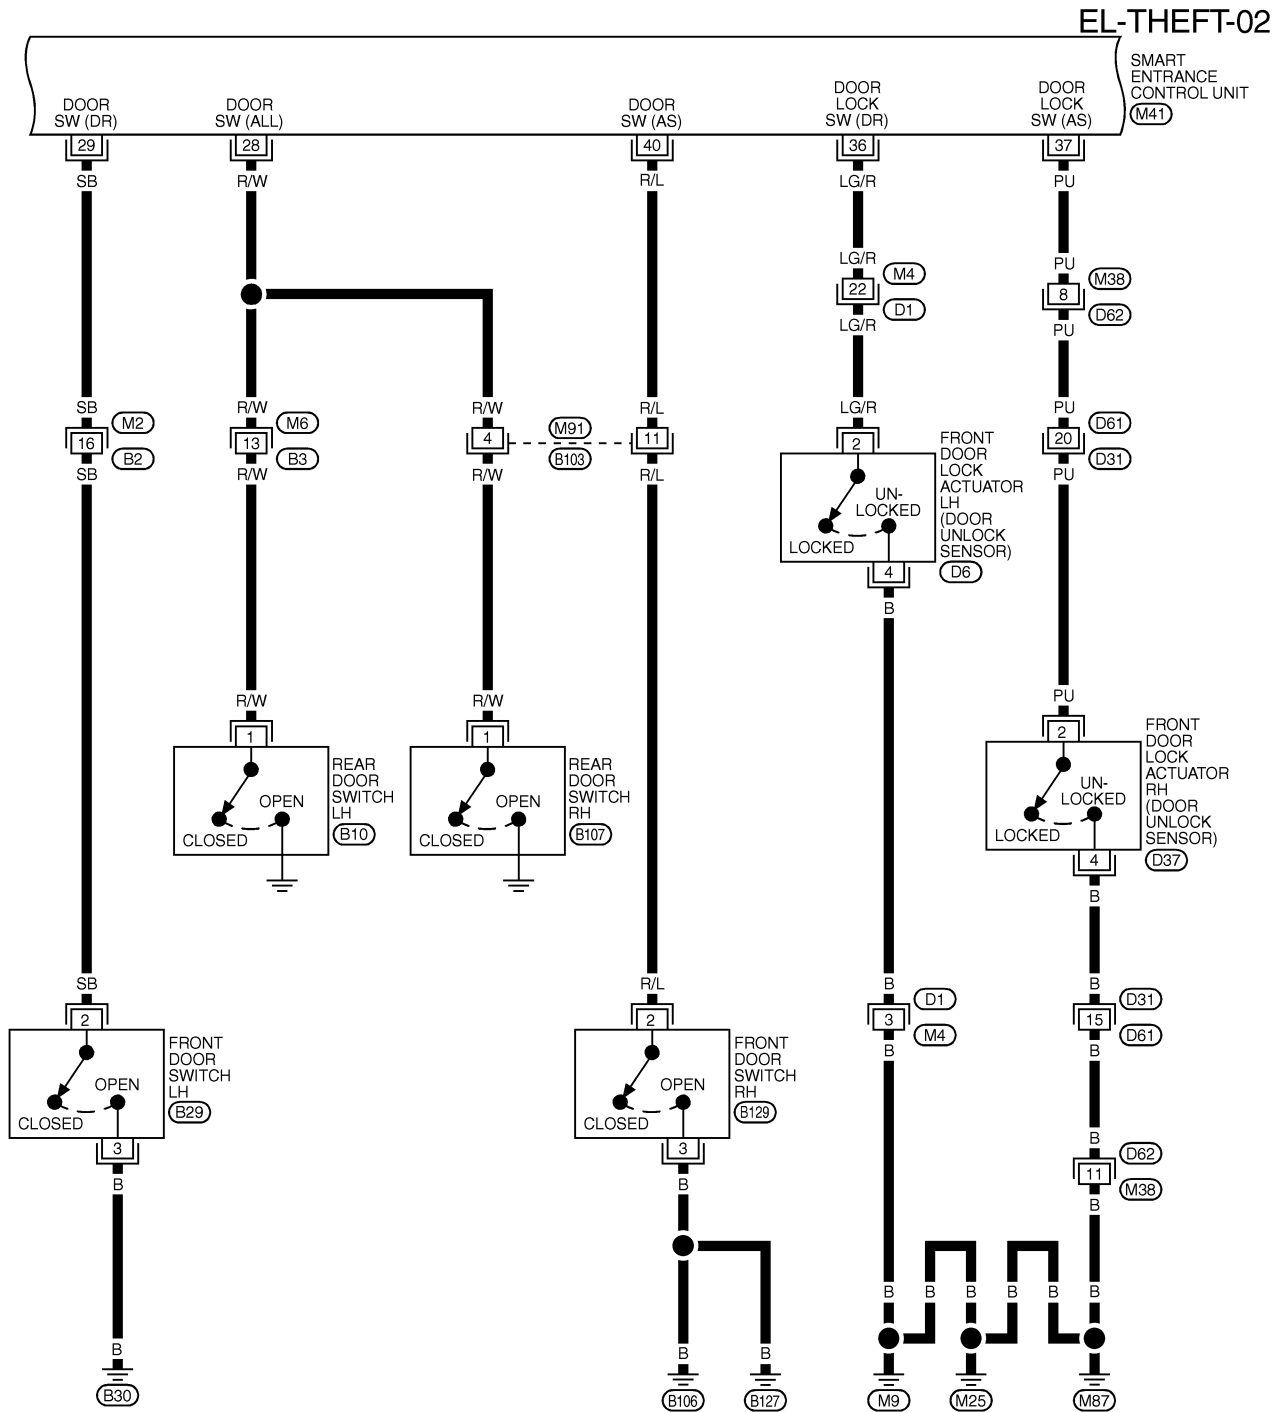 EL-THEFT-02
SMART
ENTRANCE
CONTROL UNIT
M41
DOOR
SW (DR)
DOOR
SW (ALL)
DOOR
SW (AS)
DOOR
LOCK
SW (DR)
DOOR
LOCK
SW (AS)
29
28
40
36
37
SB
R/W
R/L
LG/R
PU
LG/R
PU
22
M4
D1
8
M38
D62
LG/R
PU
SB
R/W
R/W
R/L
LG/R
PU
16
M2
B2
13
M6
B3
4
M91
B103
11
2
20
D61
D31
SB
R/W
R/W
R/L
PU
FRONT
DOOR
LOCK
ACTUATOR
LH
(DOOR
UNLOCK
SENSOR)
D6
UN-
LOCKED
LOCKED
4
B
R/W
R/W
PU
1
1
2
REAR
DOOR
SWITCH
LH
B10
OPEN
CLOSED
REAR
DOOR
SWITCH
RH
B107
OPEN
CLOSED
FRONT
DOOR
LOCK
ACTUATOR
RH
(DOOR
UNLOCK
SENSOR)
D37
UN-
LOCKED
LOCKED
4
B
SB
R/L
B
B
2
2
3
D1
M4
15
D31
D61
B
B
FRONT
DOOR
SWITCH
LH
B29
OPEN
CLOSED
FRONT
DOOR
SWITCH
RH
B129
OPEN
CLOSED
3
3
B
B
B
11
D62
M38
B
B
B
B
B
B
B
B
B
B
B30
B106
B127
M9
M25
M87